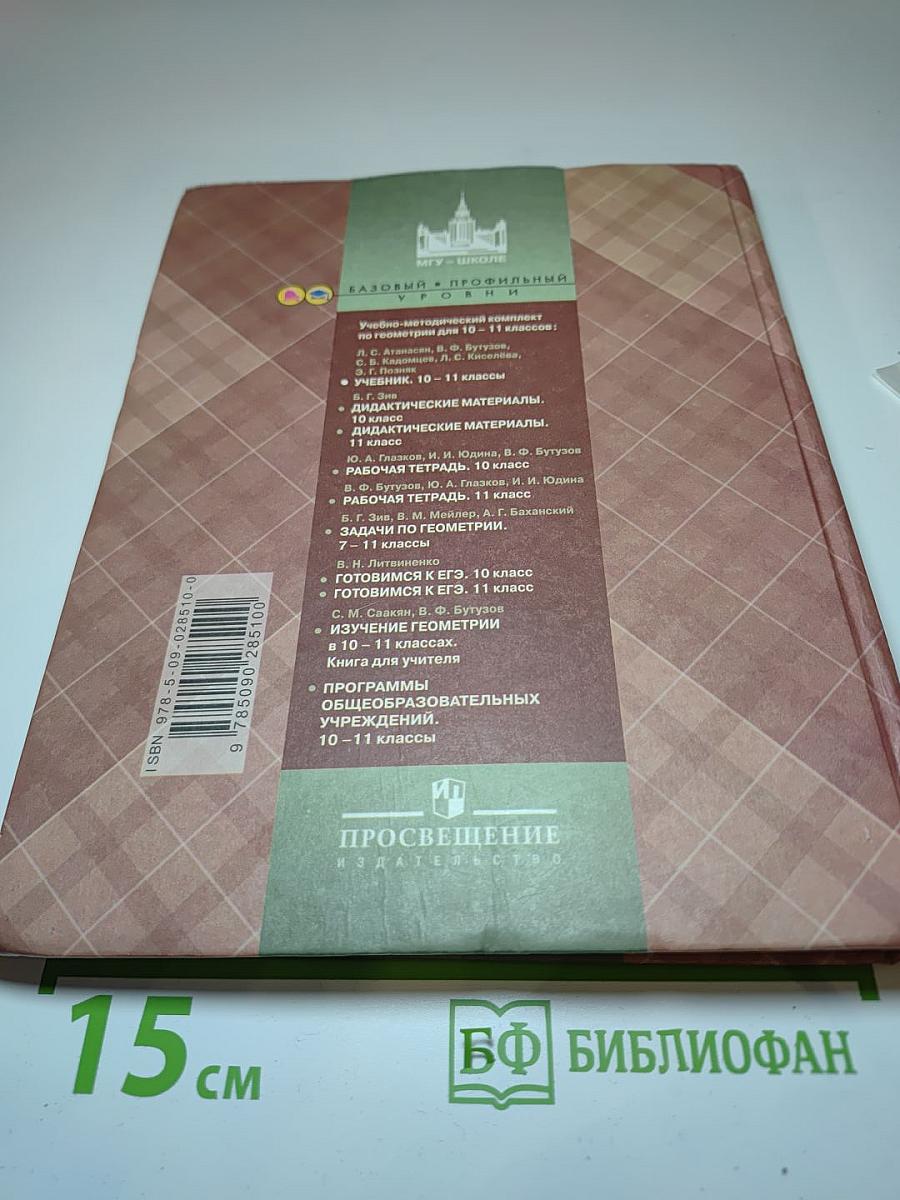 МГУ – ШКОЛЕ
БАЗОВЫЙ • ПРОФИЛЬНЫЙ
УРОВНИ
Учебно-методический комплект
по геометрии для 10 – 11 классов:
Л. С. Атанасян, В. Ф. Бутузов,
С. Б. Кадомцев, Л. С. Киселёва,
Э. Г. Позняк
• УЧЕБНИК. 10 – 11 классы
Б. Г. Зив
• ДИДАКТИЧЕСКИЕ МАТЕРИАЛЫ.
10 класс
• ДИДАКТИЧЕСКИЕ МАТЕРИАЛЫ.
11 класс
Ю. А. Глазков, И. И. Юдина, В. Ф. Бутузов
• РАБОЧАЯ ТЕТРАДЬ. 10 класс
В. Ф. Бутузов, Ю. А. Глазков, И. И. Юдина
• РАБОЧАЯ ТЕТРАДЬ. 11 класс
Б. Г. Зив, В. М. Мейлер, А. Г. Баханский
• ЗАДАЧИ ПО ГЕОМЕТРИИ.
7 – 11 классы
В. Н. Литвиненко
• ГОТОВИМСЯ К ЕГЭ. 10 класс
• ГОТОВИМСЯ К ЕГЭ. 11 класс
С. М. Саакян, В. Ф. Бутузов
• ИЗУЧЕНИЕ ГЕОМЕТРИИ
в 10 – 11 классах.
Книга для учителя
• ПРОГРАММЫ
ОБЩЕОБРАЗОВАТЕЛЬНЫХ
УЧРЕЖДЕНИЙ.
10 –11 классы
ISBN 978-5-09-028510-0
9 785090 285100
ИП
ПРОСВЕЩЕНИЕ
ИЗДАТЕЛЬСТВО
15 см
БФ БИБЛИОФАН